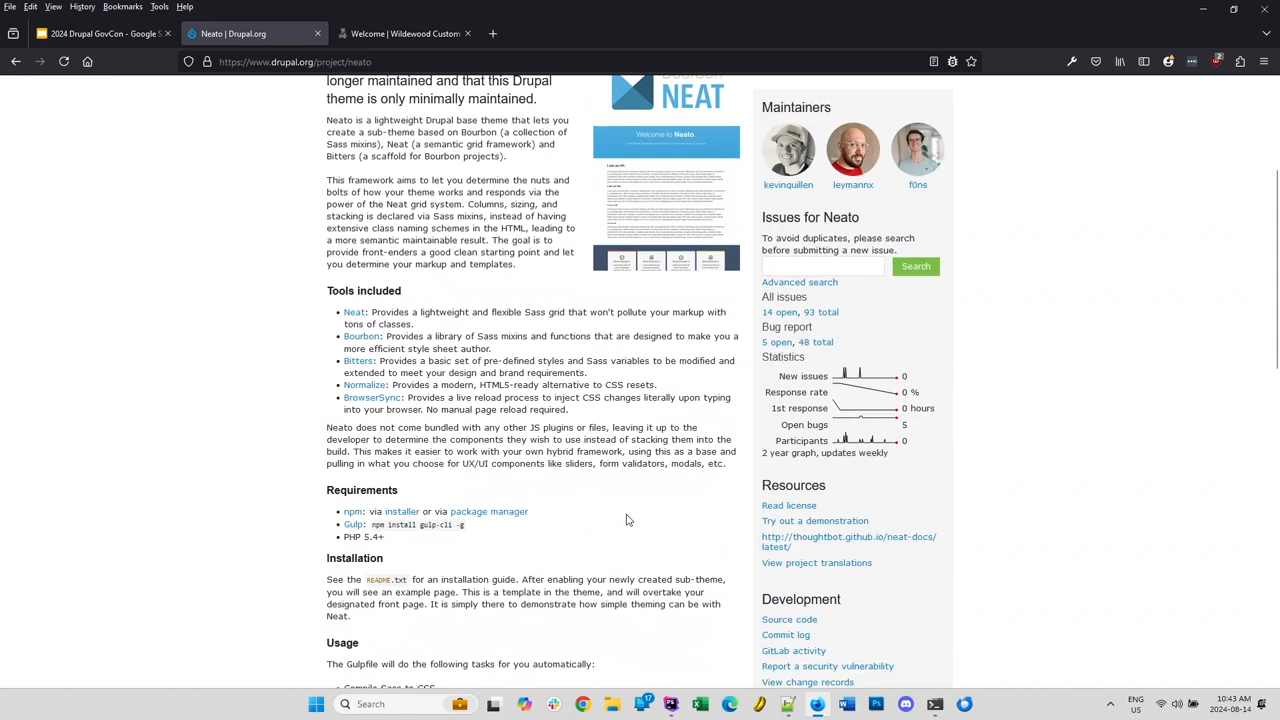 File Edit View History Bookmarks Tools Help
2024 Drupal GovCon - Google S
Neato | Drupal.org
Welcome | Wildewood Custom
https://www.drupal.org/project/neato
longer maintained and that this Drupal
theme is only minimally maintained.
Neato is a lightweight Drupal base theme that lets you
create a sub-theme based on Bourbon (a collection of
Sass mixins), Neat (a semantic grid framework) and
Bitters (a scaffold for Bourbon projects).
This framework aims to let you determine the nuts and
bolts of how your theme works and responds via the
power of the Neat grid system. Columns, sizing, and
stacking is declared via Sass mixins, instead of having
extensive class naming schemes in the HTML, leading to
a more semantic maintainable result. The goal is to
provide front-enders a good clean starting point and let
you determine your markup and templates.
NEAT
Welcome to Neato.
Tools included
• Neat: Provides a lightweight and flexible Sass grid that won't pollute your markup with
tons of classes.
• Bourbon: Provides a library of Sass mixins and functions that are designed to make you a
more efficient style sheet author.
• Bitters: Provides a basic set of pre-defined styles and Sass variables to be modified and
extended to meet your design and brand requirements.
• Normalize: Provides a modern, HTML5-ready alternative to CSS resets.
• BrowserSync: Provides a live reload process to inject CSS changes literally upon typing
into your browser. No manual page reload required.
Neato does not come bundled with any other JS plugins or files, leaving it up to the
developer to determine the components they wish to use instead of stacking them into the
build. This makes it easier to work with your own hybrid framework, using this as a base and
pulling in what you choose for UX/UI components like sliders, form validators, modals, etc.
Requirements
• npm: via installer or via package manager
• Gulp: npm install gulp-cli -g
• PHP 5.4+
Installation
See the README.txt for an installation guide. After enabling your newly created sub-theme,
you will see an example page. This is a template in the theme, and will overtake your
designated front page. It is simply there to demonstrate how simple theming can be with
Neat.
Usage
The Gulpfile will do the following tasks for you automatically:
• Compile Sass to CSS
Maintainers
kevinquillen leymannx f0ns
Issues for Neato
To avoid duplicates, please search
before submitting a new issue.
Search
Advanced search
All issues
14 open, 93 total
Bug report
5 open, 48 total
Statistics
New issues 0
Response rate 0 %
1st response 0 hours
Open bugs 5
Participants 0
2 year graph, updates weekly
Resources
Read license
Try out a demonstration
http://thoughtbot.github.io/neat-docs/
latest/
View project translations
Development
Source code
Commit log
GitLab activity
Report a security vulnerability
View change records
Search
17
ENG
US
10:43 AM
2024-08-14